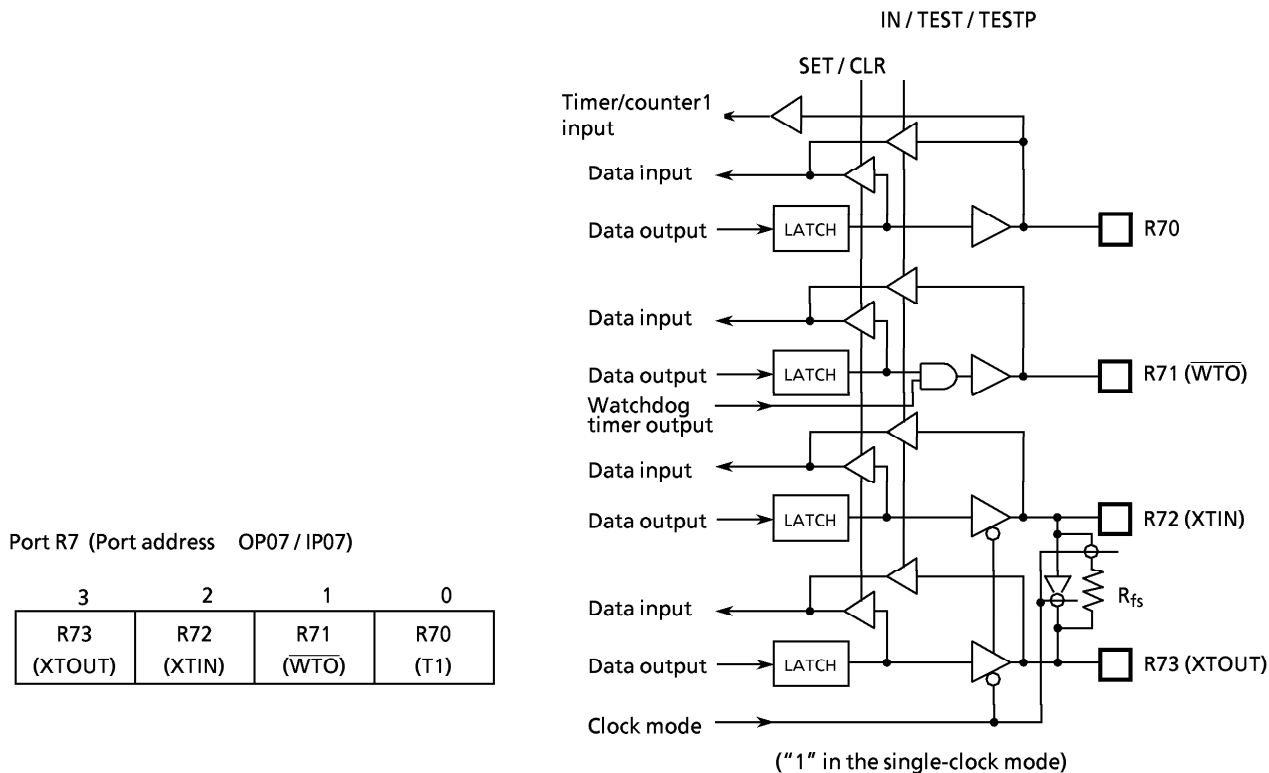 IN / TEST / TESTP
SET / CLR
Timer/counter1
input
Data input
Data output
LATCH
R70
Data input
Data output
LATCH
R71 (WTO)
Watchdog
timer output
Data input
Data output
LATCH
R72 (XTIN)
Rfs
Data input
Data output
LATCH
R73 (XTOUT)
Clock mode
("1" in the single-clock mode)
Port R7 (Port address OP07 / IP07)
3 2 1 0
R73 R72 R71 R70
(XTOUT) (XTIN) (WTO) (T1)